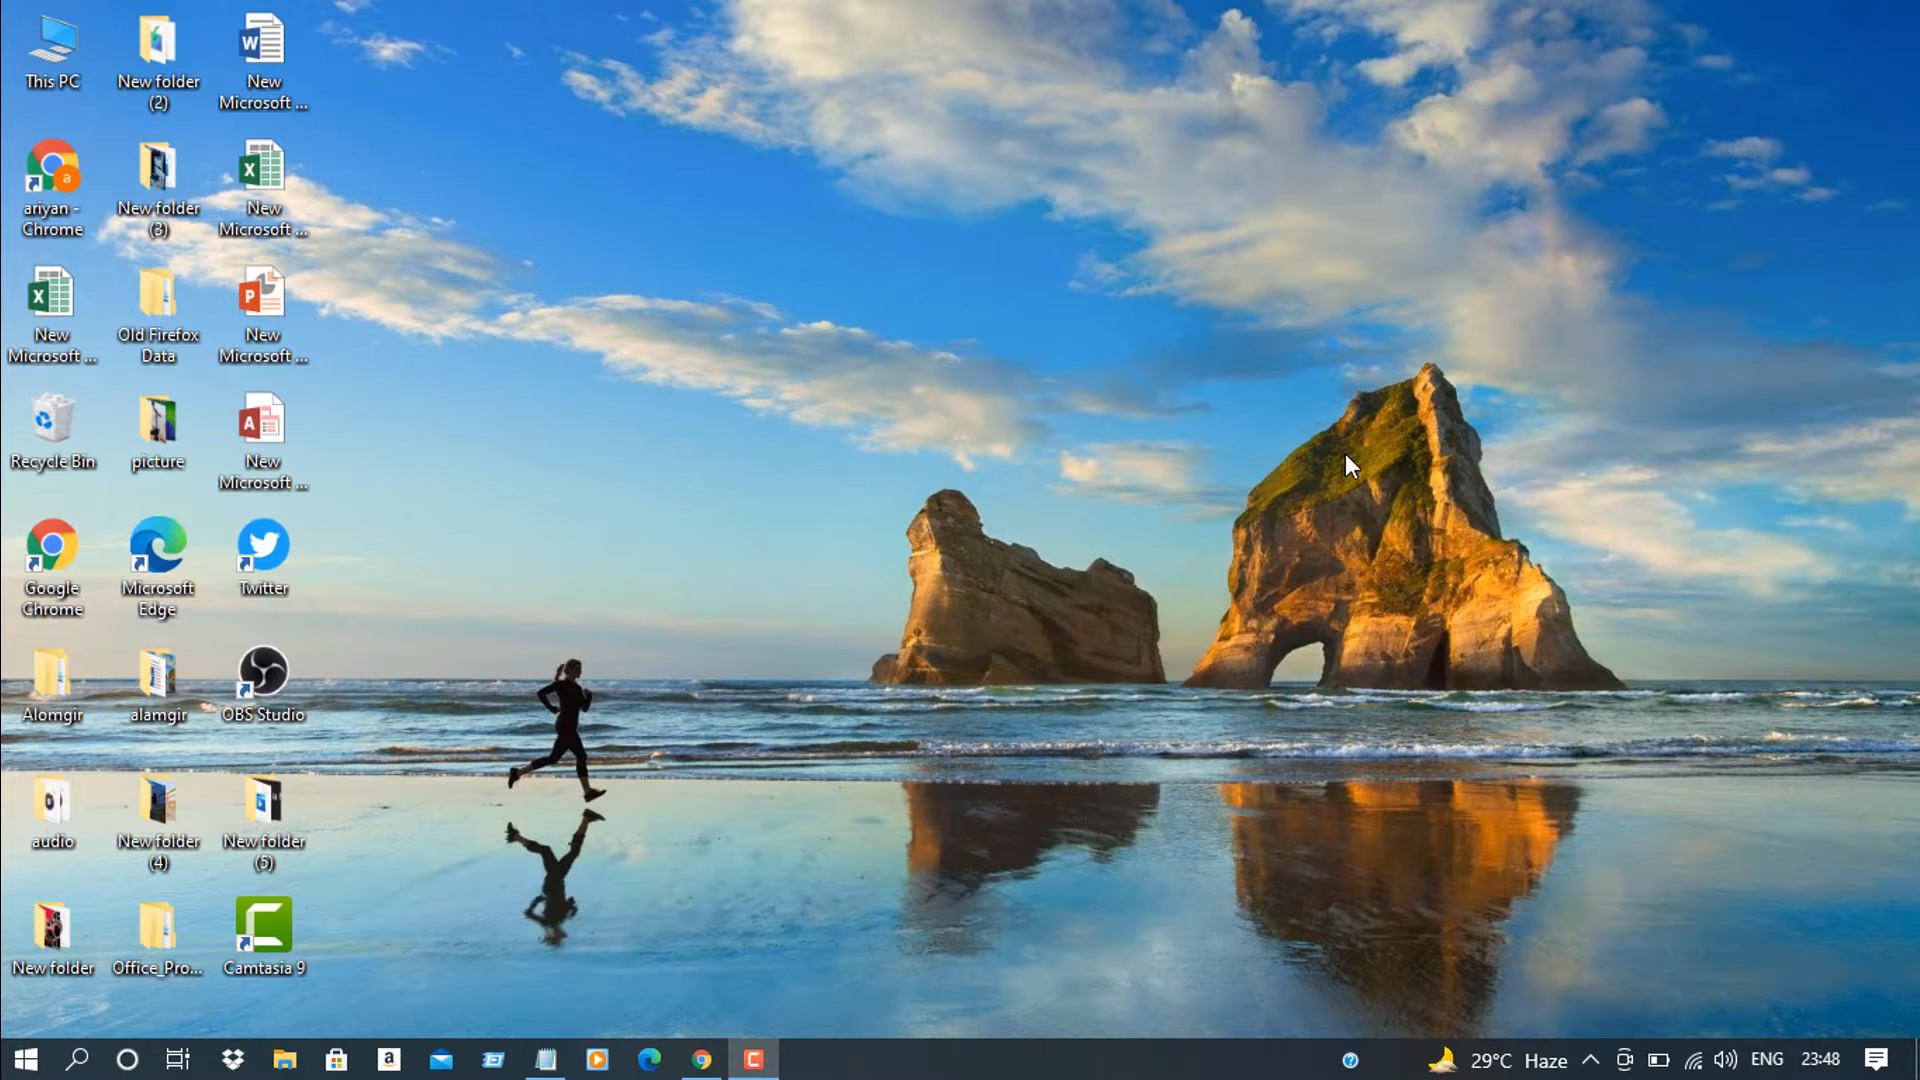 This PC
New folder
(2)
New
Microsoft ...
ariyan -
Chrome
New folder
(3)
New
Microsoft ...
New
Microsoft ...
Old Firefox
Data
New
Microsoft ...
Recycle Bin
picture
New
Microsoft ...
Google
Chrome
Microsoft
Edge
Twitter
Alomgir
alamgir
OBS Studio
audio
New folder
(4)
New folder
(5)
New folder
Office_Pro...
Camtasia 9
29°C Haze
ENG
23:48